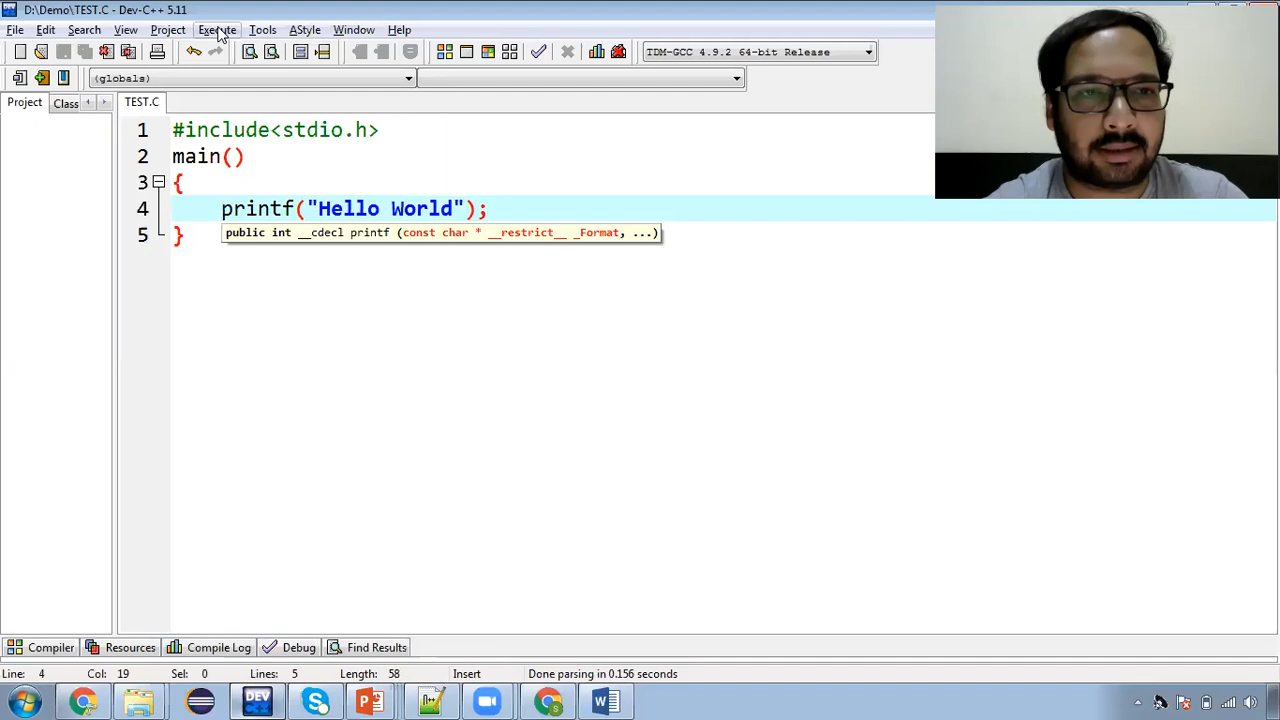 D:\Demo\TEST.C - Dev-C++ 5.11
File Edit Search View Project Execute Tools AStyle Window Help
TDM-GCC 4.9.2 64-bit Release
(globals)
Project Class TEST.C
1 #include<stdio.h>
2 main()
3 {
4 printf("Hello World");
public int __cdecl printf (const char * __restrict__ _Format, ...)
5 }
Compiler Resources Compile Log Debug Find Results
Line: 4 Col: 19 Sel: 0 Lines: 5 Length: 58 Insert Done parsing in 0.156 seconds
DEV C++